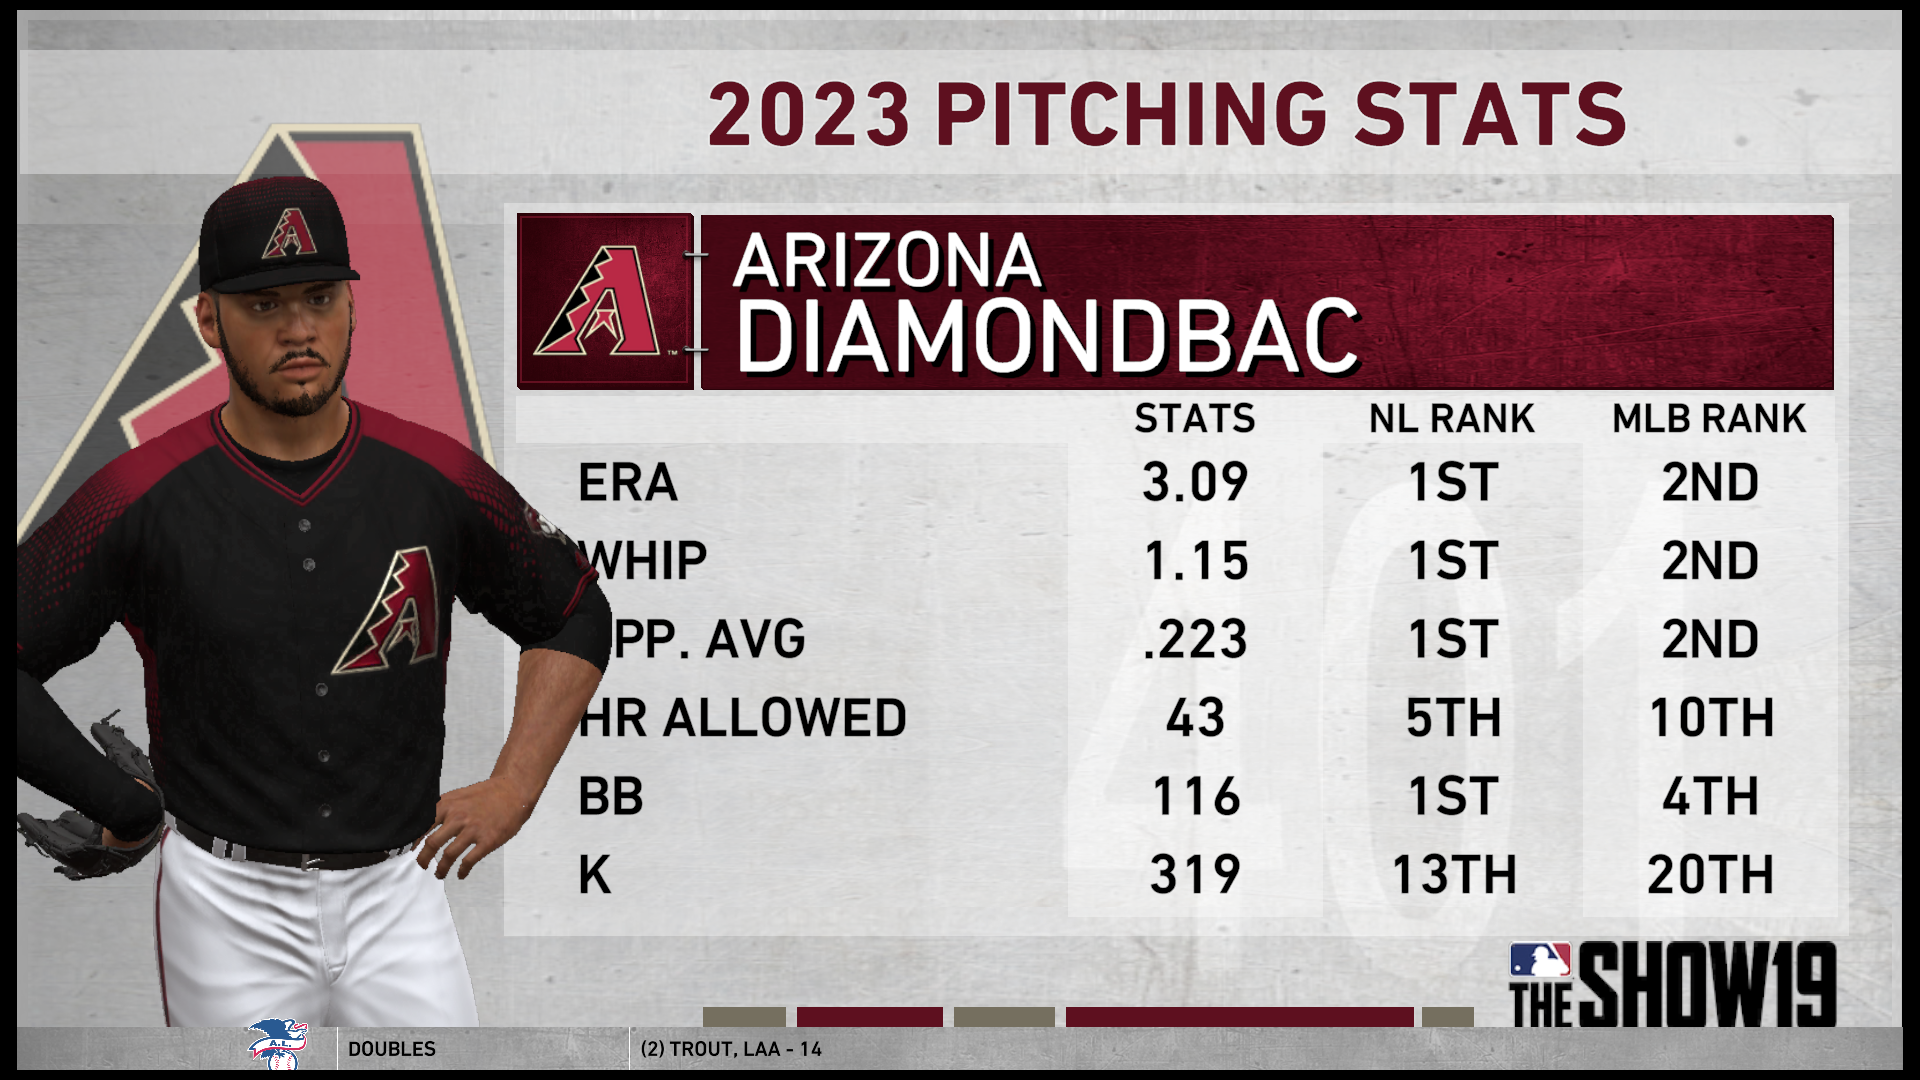 2023 PITCHING STATS
ARIZONA
DIAMONDBAC
STATS NL RANK MLB RANK
ERA 3.09 1ST 2ND
WHIP 1.15 1ST 2ND
PP. AVG .223 1ST 2ND
HR ALLOWED 43 5TH 10TH
BB 116 1ST 4TH
K 319 13TH 20TH
401
THE SHOW19
A.L. DOUBLES (2) TROUT, LAA - 14